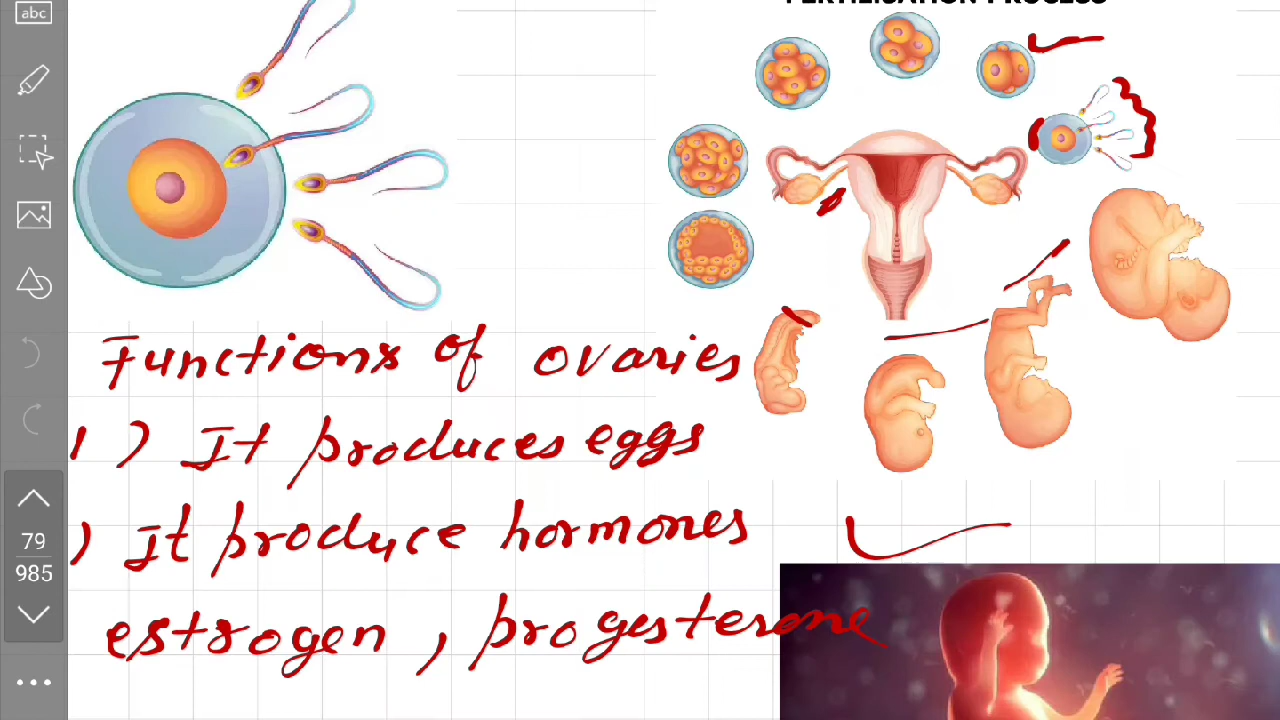 abc
FERTILISATION PROCESS
Functions of ovaries
1) It produces eggs
) It produce hormones
estrogen, progesterone
79
985